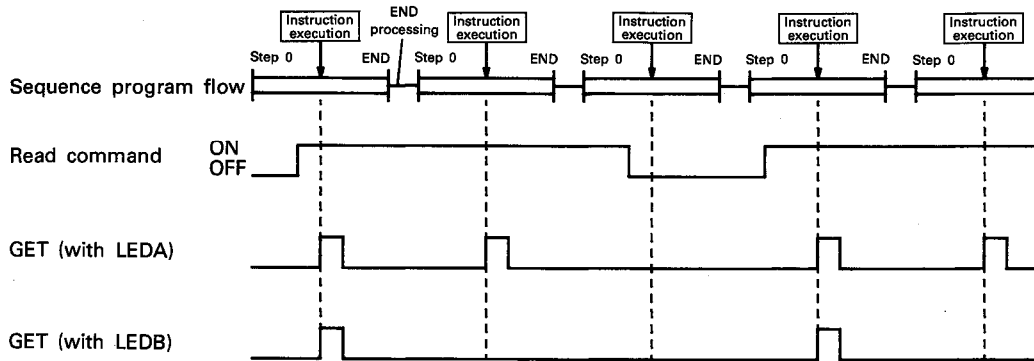 Instruction execution
END processing
Instruction execution
Instruction execution
Instruction execution
Instruction execution
Step 0 END Step 0 END Step 0 END Step 0 END Step 0
Sequence program flow
Read command ON
OFF
GET (with LEDA)
GET (with LEDB)